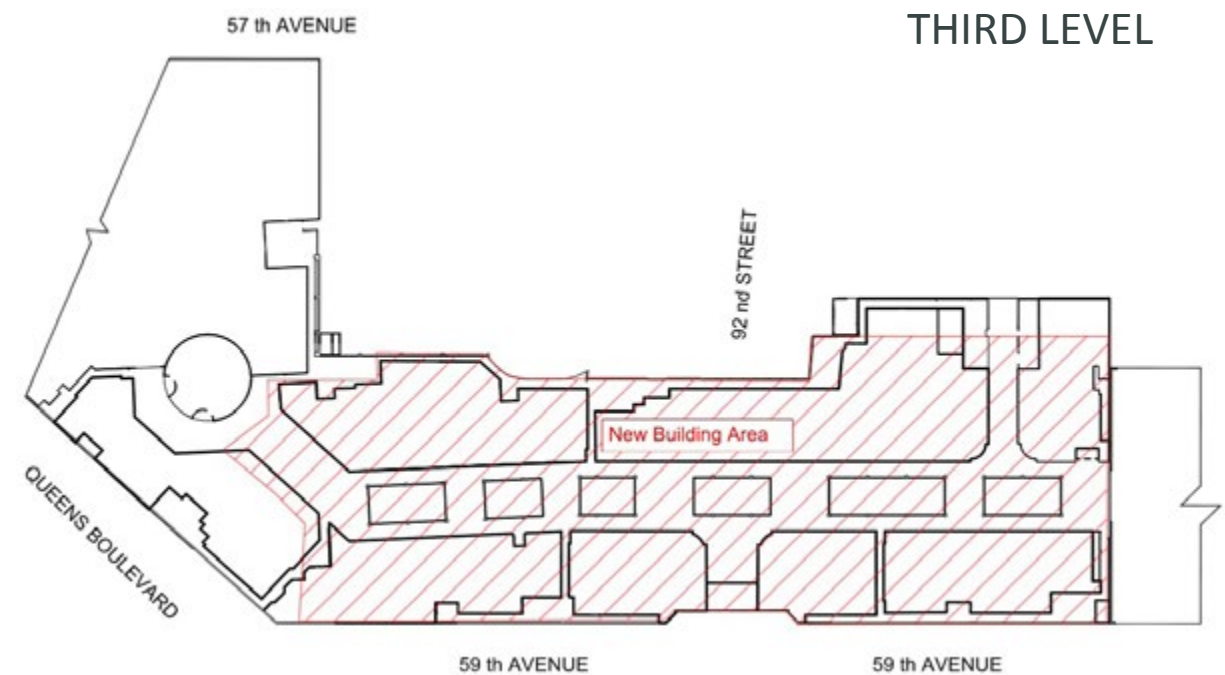 57 th AVENUE
THIRD LEVEL
92 nd STREET
New Building Area
QUEENS BOULEVARD
59 th AVENUE
59 th AVENUE